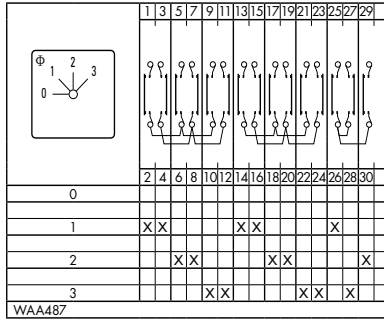 1 3 5 7 9 11 13 15 17 19 21 23 25 27 29
Φ
2
1 3
0
2 4 6 8 10 12 14 16 18 20 22 24 26 28 30
0
1 X X X X X
2 X X X X X
3 X X X X X
WAA487